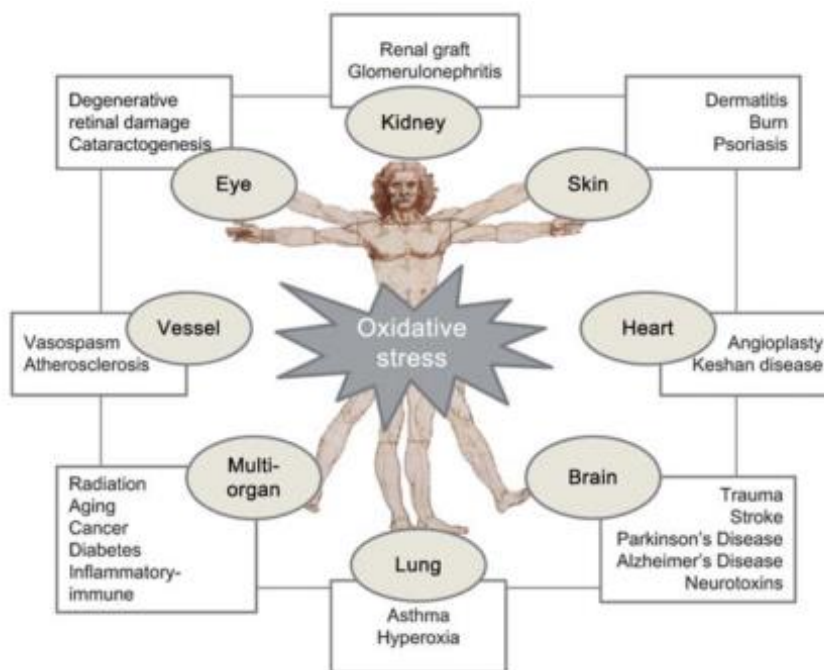 Renal graft
Glomerulonephritis
Kidney
Degenerative
retinal damage
Cataractogenesis
Eye
Dermatitis
Burn
Psoriasis
Skin
Oxidative
stress
Vessel
Vasospasm
Atherosclerosis
Heart
Angioplasty
Keshan disease
Multi-
organ
Radiation
Aging
Cancer
Diabetes
Inflammatory-
immune
Brain
Trauma
Stroke
Parkinson's Disease
Alzheimer's Disease
Neurotoxins
Lung
Asthma
Hyperoxia